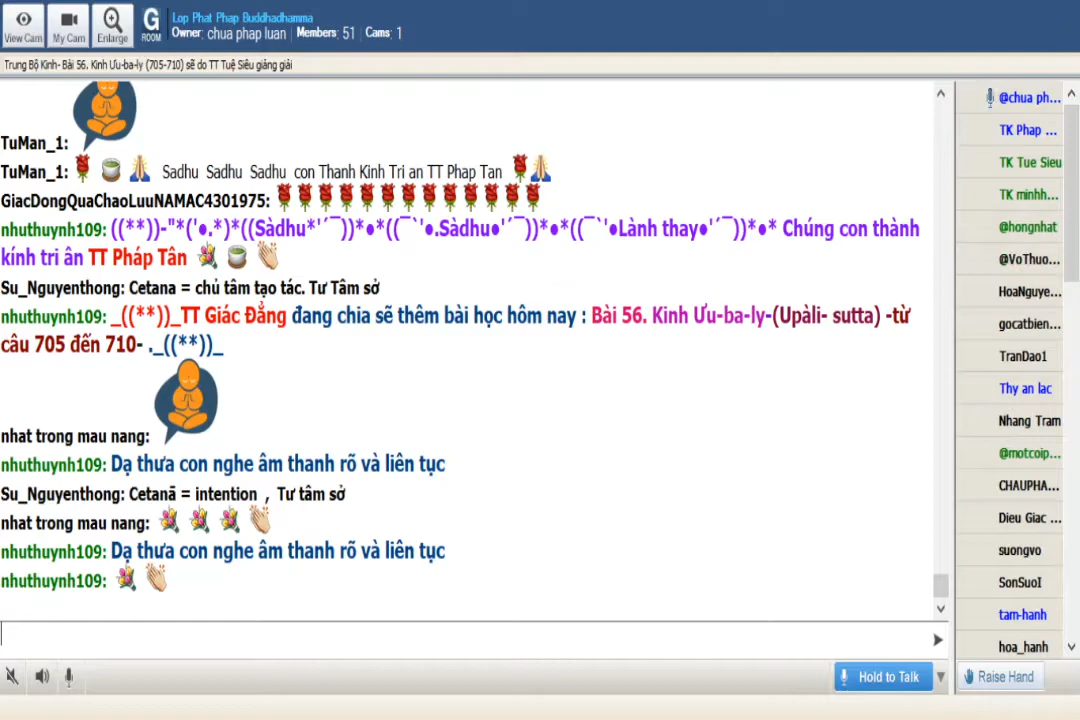 Lop Phat Phap Buddhadhamma
View Cam My Cam Enlarge G ROOM Owner: chua phap luan Members: 51 Cams: 1
Trung Bộ Kinh- Bài 56. Kinh Ưu-ba-ly (705-710) sẽ do TT Tuệ Siêu giảng giải
TuMan_1:
TuMan_1: Sadhu Sadhu Sadhu con Thanh Kinh Tri an TT Phap Tan
GiacDongQuaChaoLuuNAMAC4301975:
nhuthuynh109: ((**))-"*('●.*)*((Sàdhu*'´¯))*●*((¯`'●.Sàdhu●'´¯))*●*((¯`'●Lành thay●'´¯))*●* Chúng con thành
kính tri ân TT Pháp Tân
Su_Nguyenthong: Cetana = chủ tâm tạo tác. Tư Tâm sở
nhuthuynh109: _((**))_TT Giác Đẳng đang chia sẽ thêm bài học hôm nay : Bài 56. Kinh Ưu-ba-ly-(Upàli- sutta) -từ
câu 705 đến 710- ._((**))_
nhat trong mau nang:
nhuthuynh109: Dạ thưa con nghe âm thanh rõ và liên tục
Su_Nguyenthong: Cetanā = intention , Tư tâm sở
nhat trong mau nang:
nhuthuynh109: Dạ thưa con nghe âm thanh rõ và liên tục
nhuthuynh109:
Hold to Talk
@chua ph...
TK Phap ...
TK Tue Sieu
TK minhh...
@hongnhat
@VoThuo...
HoaNguye...
gocatbien...
TranDao1
Thy an lac
Nhang Tram
@motcoip...
CHAUPHA...
Dieu Giac ...
suongvo
SonSuoI
tam-hanh
hoa_hanh
Raise Hand